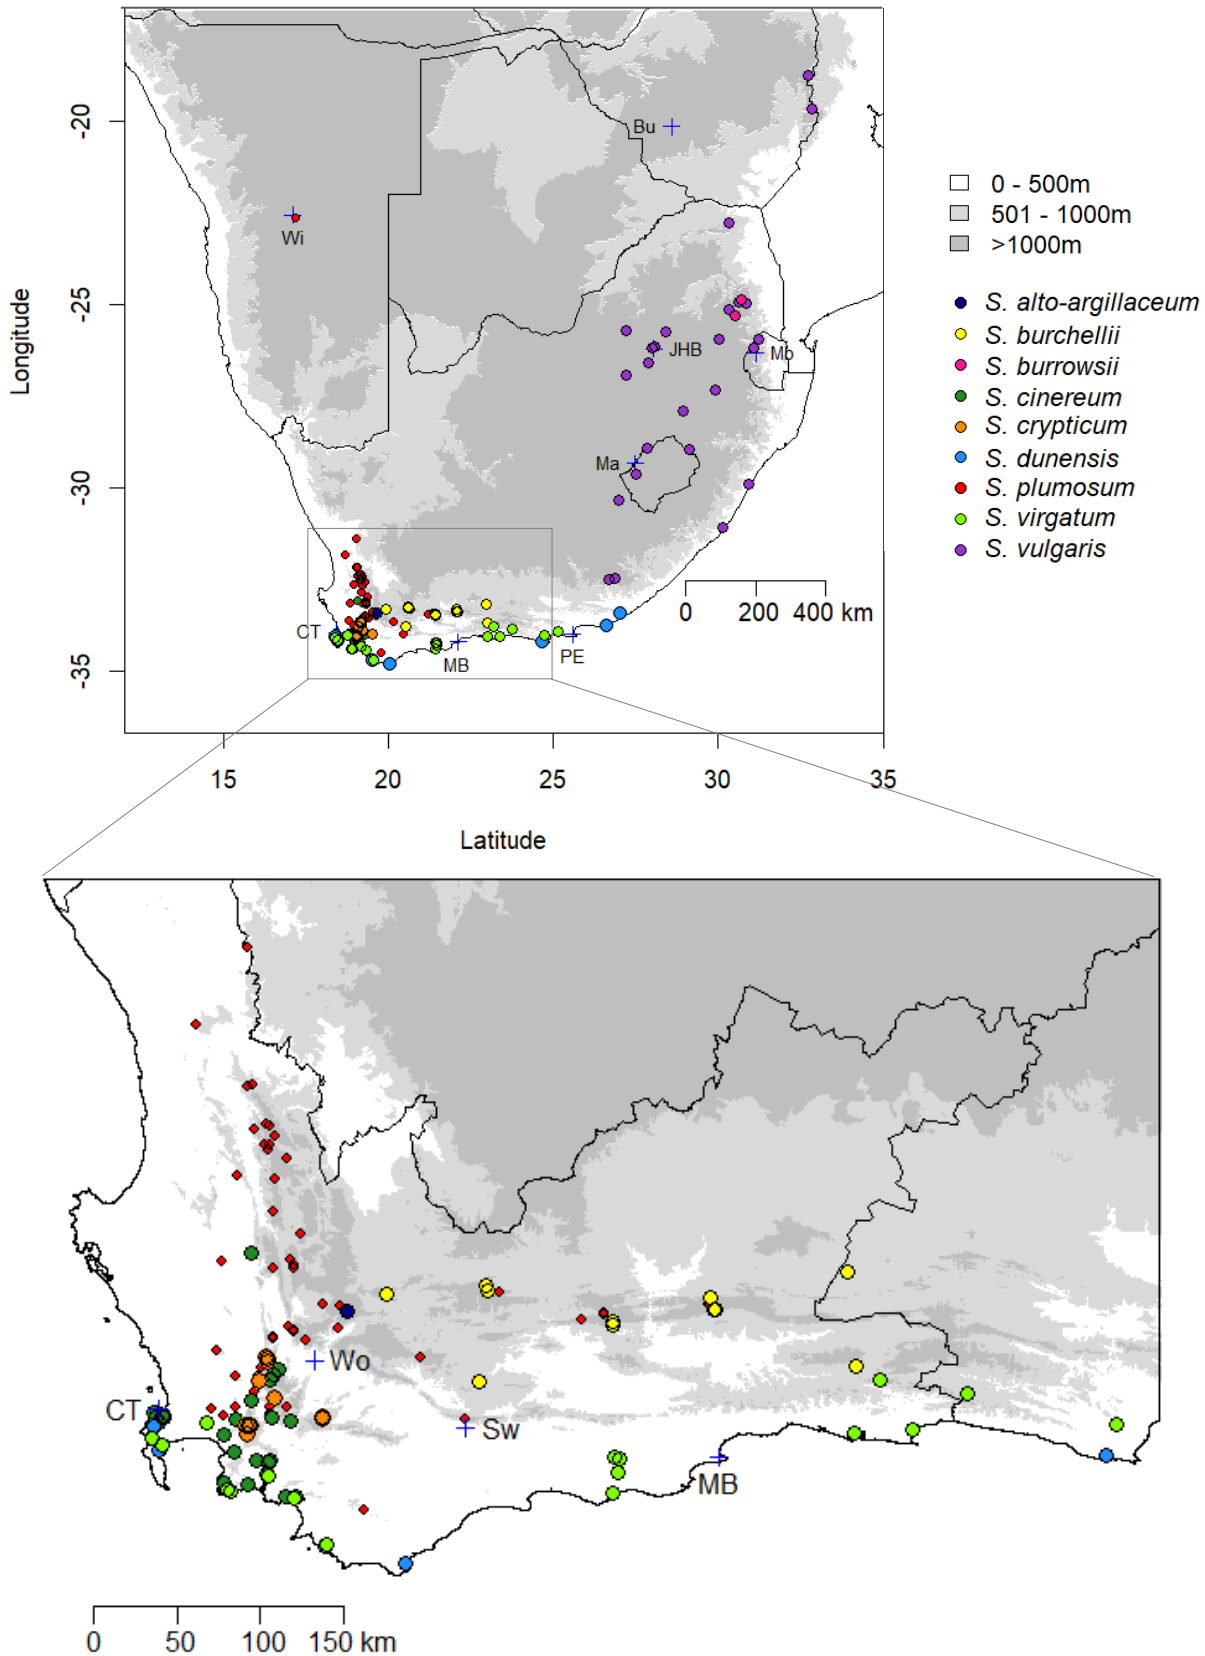 -20
-25
-30
-35
Longitude
Bu
Wi
JHB
Mb
Ma
CT
MB
PE
0 200 400 km
15 20 25 30 35
Latitude
0 - 500m
501 - 1000m
>1000m
S. alto-argillaceum
S. burchellii
S. burrowsii
S. cinereum
S. crypticum
S. dunensis
S. plumosum
S. virgatum
S. vulgaris
Wo
CT
Sw
MB
0 50 100 150 km